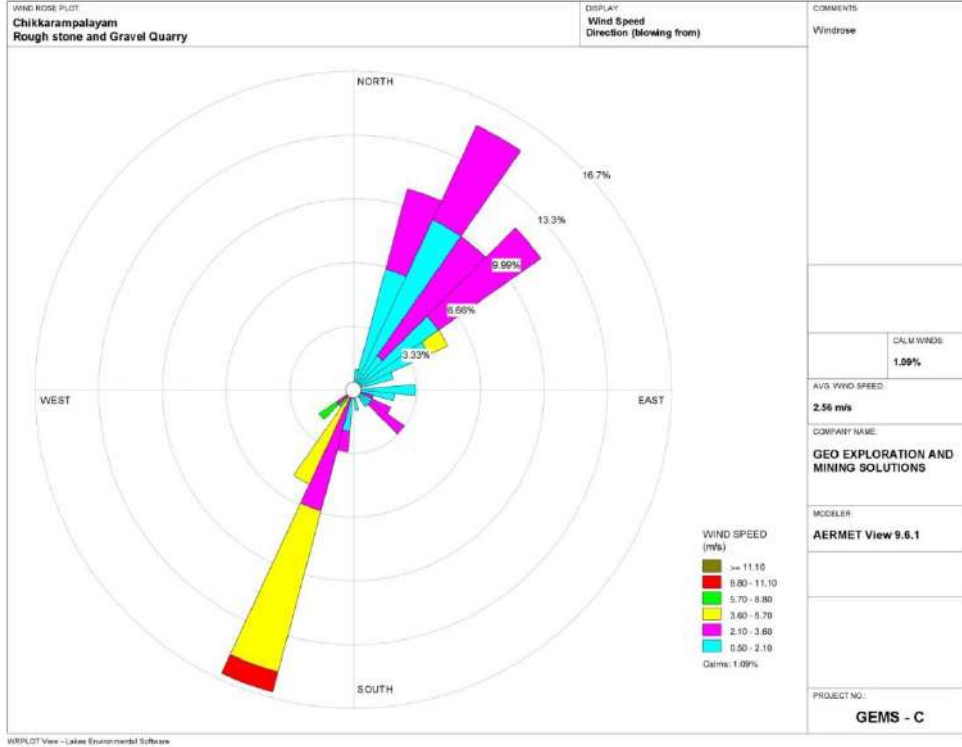 WIND ROSE PLOT:
Chikkarampalayam
Rough stone and Gravel Quarry
DISPLAY:
Wind Speed
Direction (blowing from)
COMMENTS:
Windrose
NORTH
16.7%
13.3%
9.99%
6.66%
3.33%
WEST
EAST
SOUTH
WIND SPEED
(m/s)
>= 11.10
8.80 - 11.10
5.70 - 8.80
3.60 - 5.70
2.10 - 3.60
0.50 - 2.10
Calms: 1.09%
CALM WINDS:
1.09%
AVG. WIND SPEED:
2.56 m/s
COMPANY NAME:
GEO EXPLORATION AND
MINING SOLUTIONS
MODELER:
AERMET View 9.6.1
PROJECT NO.:
GEMS - C
WRPLOT View - Lakes Environmental Software